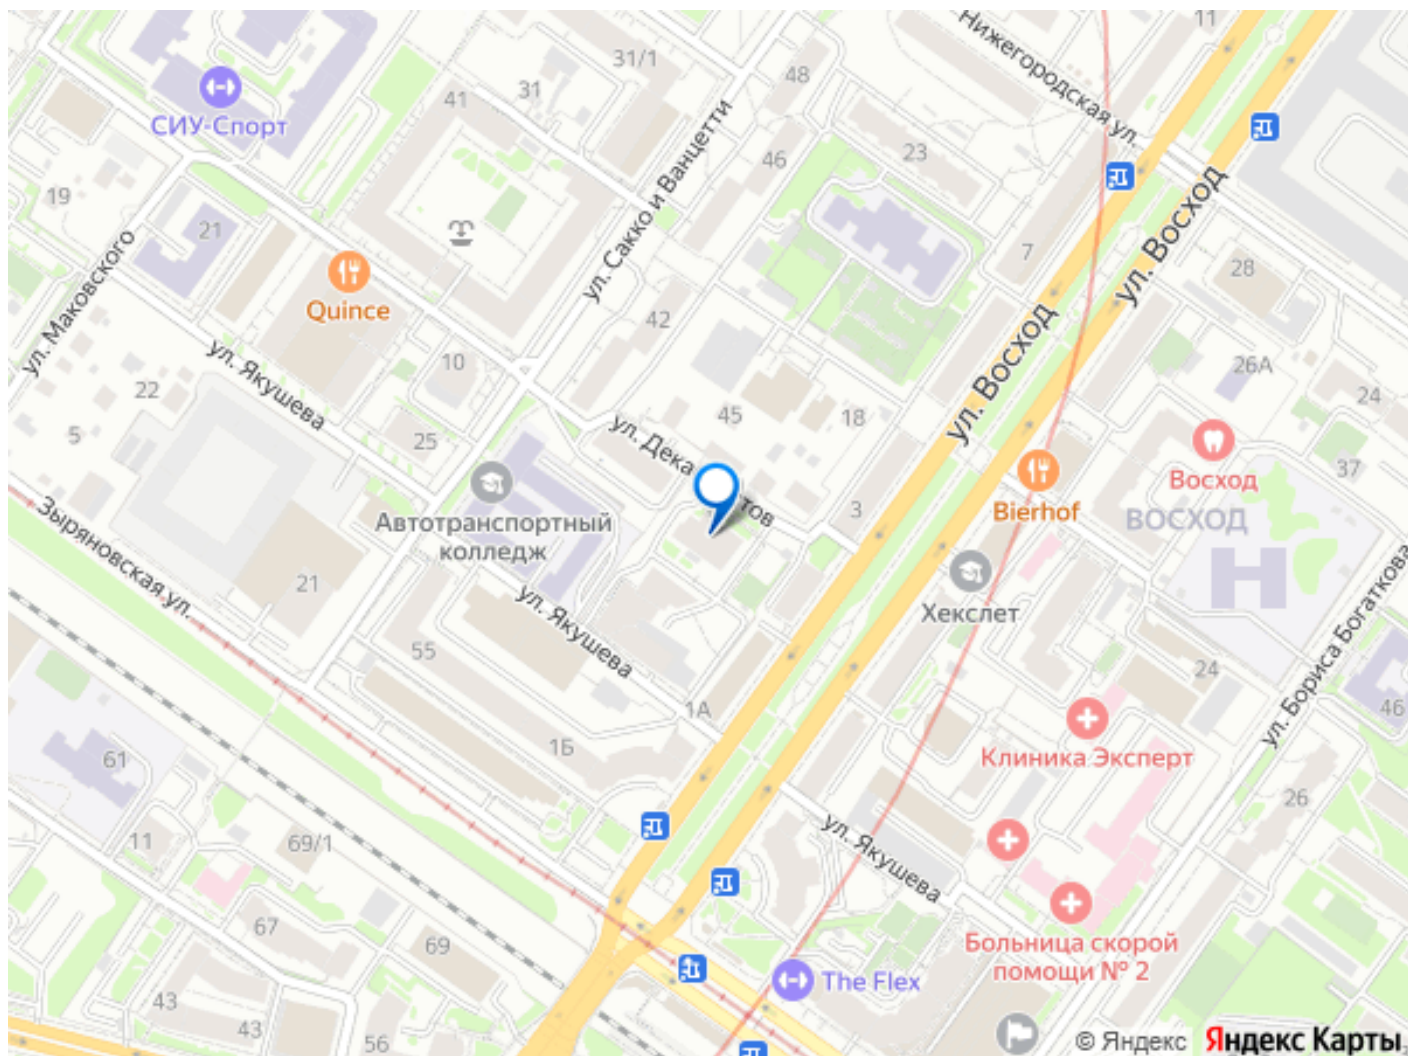 11
Нижегородская ул.
31/1
48
31
41
СИУ-Спорт
46
23
ул. Сакко и Ванцетти
ул. Восход
19
21
7
28
ул. Маковского
Quince
42
ул. Восход
ул. Якушева
10
26А
22
24
45
18
ул. Дека
тов
5
25
Восход
37
3
Bierhof
ВОСХОД
Автотранспортный
колледж
Зыряновская ул.
21
Хекслет
ул. Якушева
55
24
ул. Бориса Богаткова
1А
46
1Б
61
Клиника Эксперт
26
11
69/1
ул. Якушева
67
69
Больница скорой
помощи № 2
The Flex
43
43
56
© Яндекс Яндекс Карты